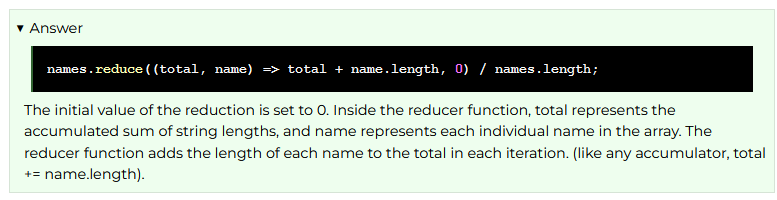 ▼ Answer
names.reduce((total, name) => total + name.length, 0) / names.length;
The initial value of the reduction is set to 0. Inside the reducer function, total represents the
accumulated sum of string lengths, and name represents each individual name in the array. The
reducer function adds the length of each name to the total in each iteration. (like any accumulator, total
+= name.length).